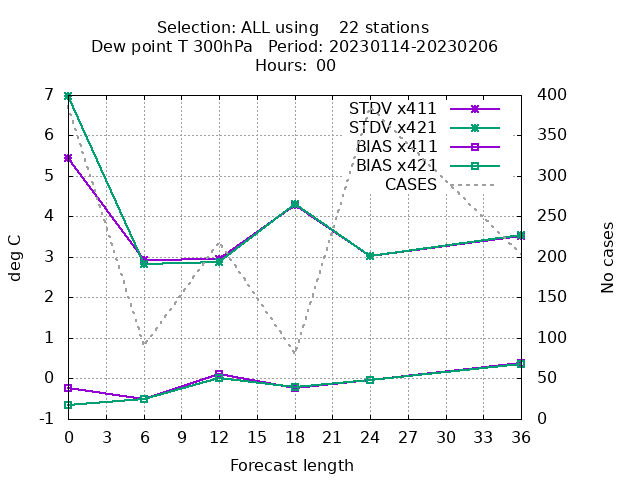 Selection: ALL using    22 stations
Dew point T 300hPa   Period: 20230114-20230206
Hours: 00
7 400
6 350
5 300
4 250
3 200
2 150
1 100
0 50
-1 0
STDV x411
STDV x421
BIAS x411
BIAS x421
CASES
deg C
No cases
0 3 6 9 12 15 18 21 24 27 30 33 36
Forecast length